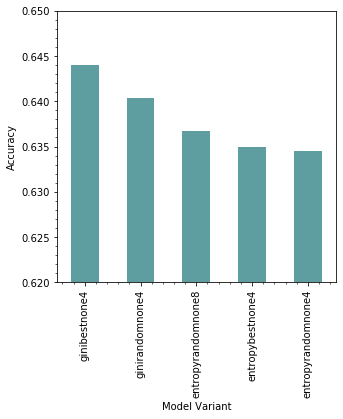 0.650
0.645
0.640
0.635
0.630
0.625
0.620
Accuracy
ginibestnone4
ginirandomnone4
entropyrandomnone8
entropybestnone4
entropyrandomnone4
Model Variant